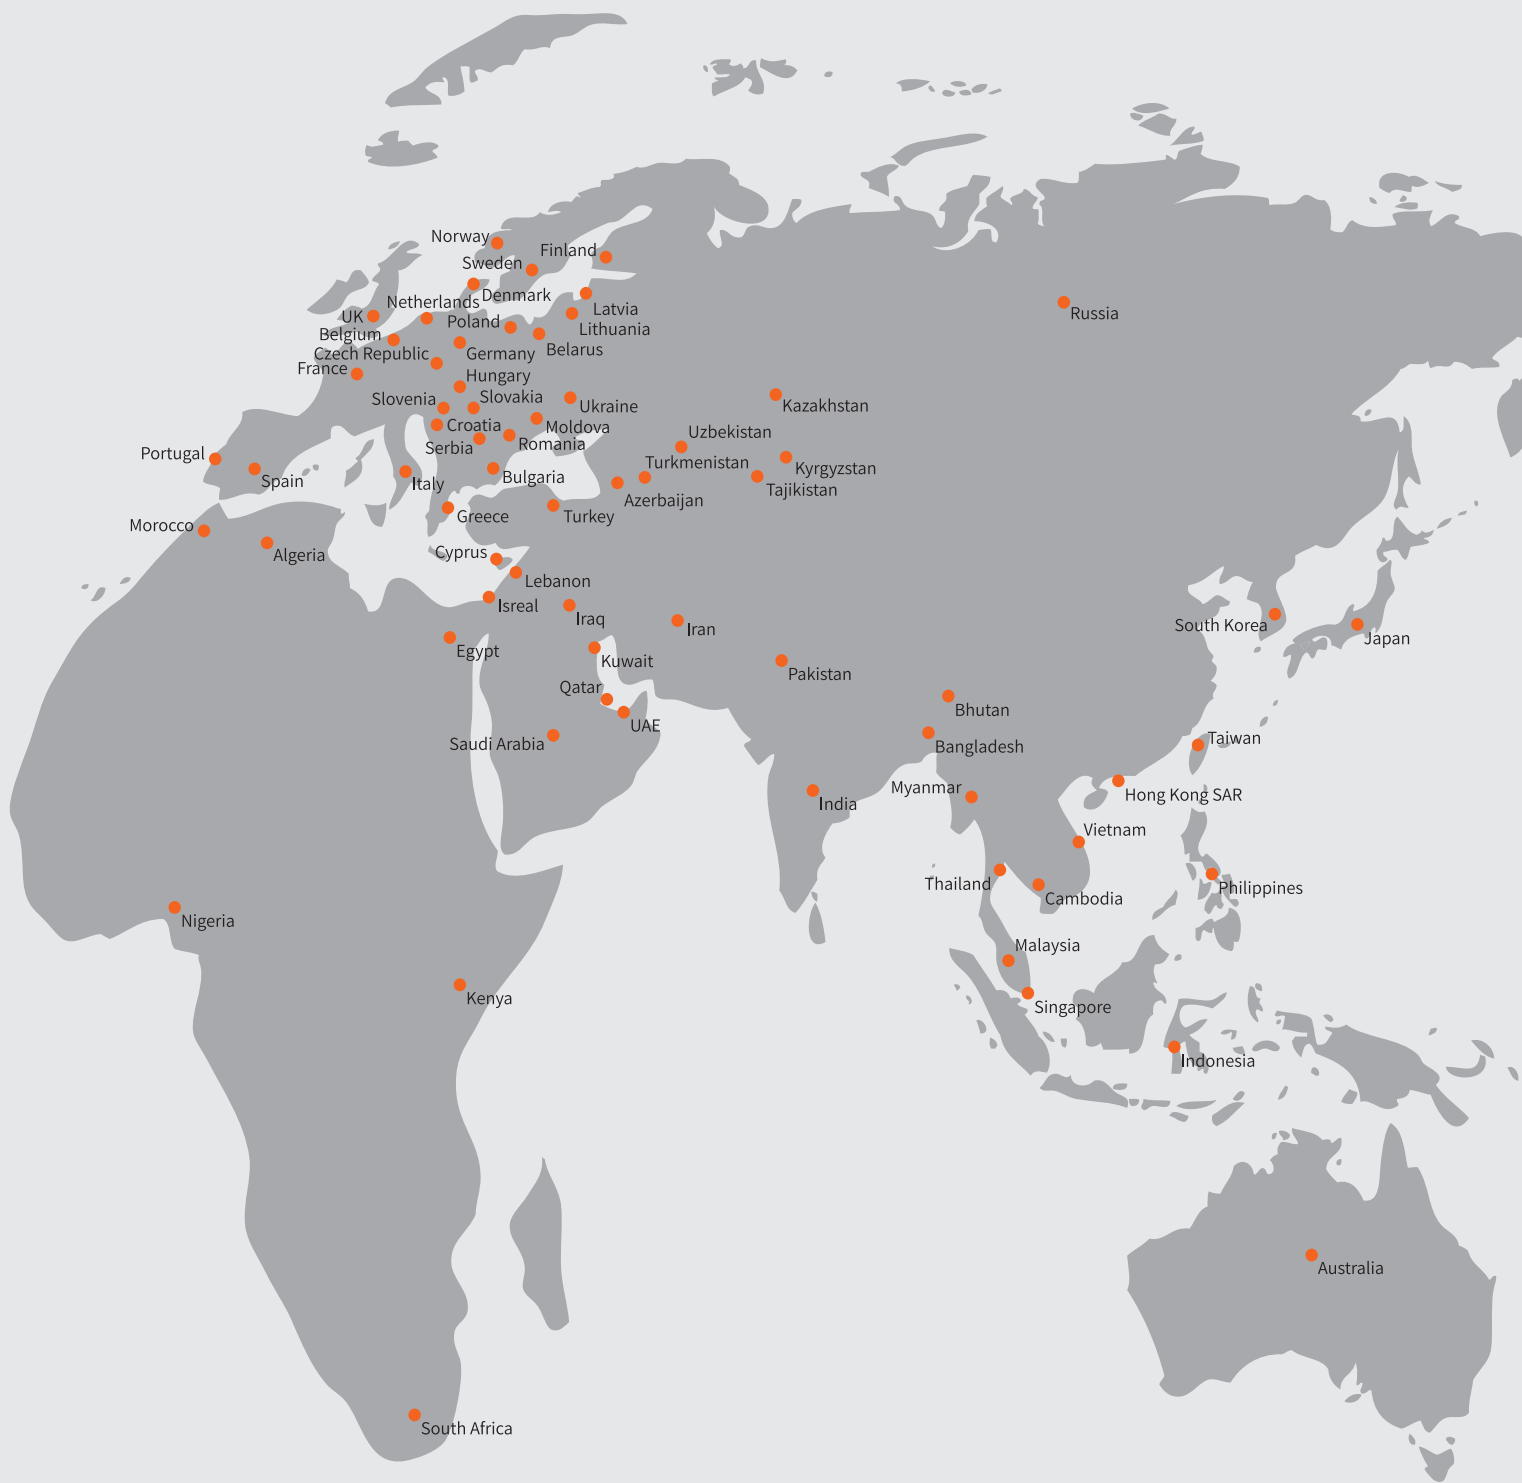 Norway
Finland
Sweden
Denmark
Netherlands
Latvia
UK
Poland
Lithuania
Russia
Belgium
Belarus
Czech Republic
Germany
France
Hungary
Slovenia
Slovakia
Ukraine
Kazakhstan
Croatia
Moldova
Uzbekistan
Serbia
Romania
Portugal
Turkmenistan
Kyrgyzstan
Spain
Italy
Bulgaria
Tajikistan
Azerbaijan
Greece
Turkey
Morocco
Algeria
Cyprus
Lebanon
Isreal
Iraq
South Korea
Iran
Japan
Egypt
Kuwait
Pakistan
Qatar
Bhutan
UAE
Saudi Arabia
Taiwan
Bangladesh
Myanmar
Hong Kong SAR
India
Vietnam
Thailand
Philippines
Cambodia
Nigeria
Malaysia
Kenya
Singapore
Indonesia
Australia
South Africa